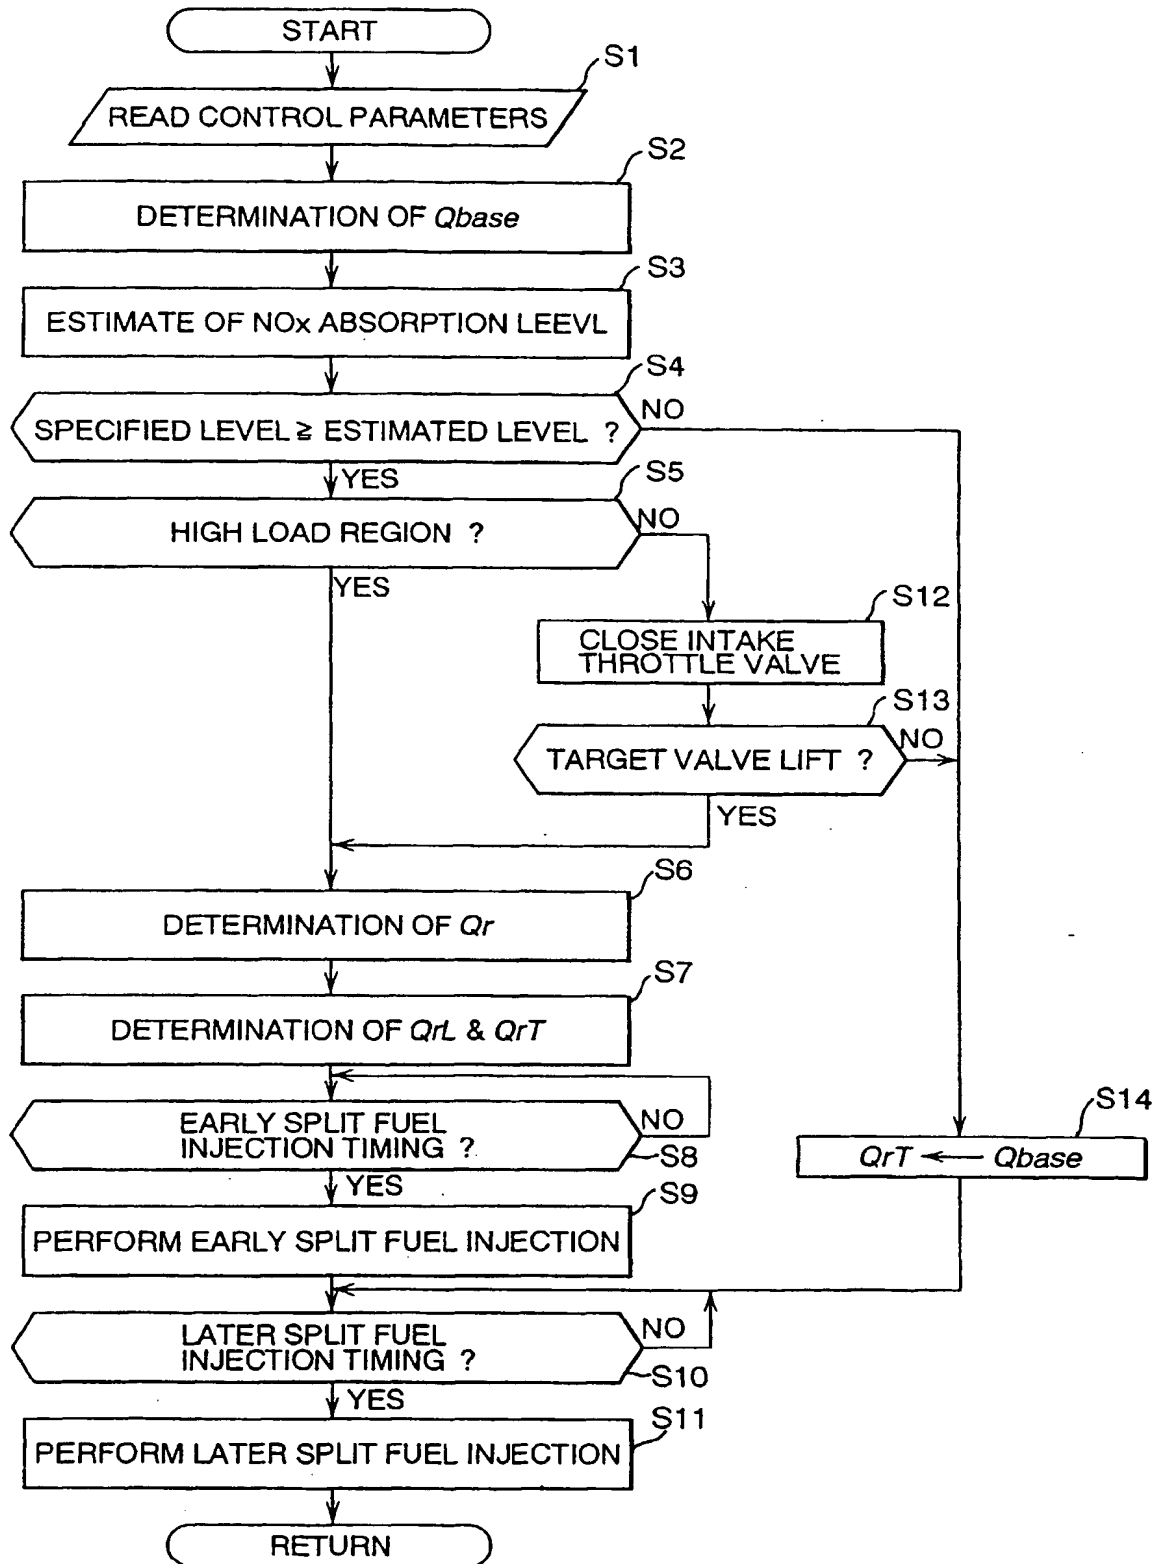 START
S1
READ CONTROL PARAMETERS
S2
DETERMINATION OF Qbase
S3
ESTIMATE OF NOx ABSORPTION LEEVL
S4
SPECIFIED LEVEL ≧ ESTIMATED LEVEL ?
NO
YES
S5
HIGH LOAD REGION ?
NO
YES
S12
CLOSE INTAKE
THROTTLE VALVE
S13
TARGET VALVE LIFT ?
NO
YES
S6
DETERMINATION OF Qr
S7
DETERMINATION OF QrL & QrT
EARLY SPLIT FUEL
INJECTION TIMING ?
NO
S8
YES
S14
QrT ← Qbase
S9
PERFORM EARLY SPLIT FUEL INJECTION
LATER SPLIT FUEL
INJECTION TIMING ?
NO
S10
YES
S11
PERFORM LATER SPLIT FUEL INJECTION
RETURN